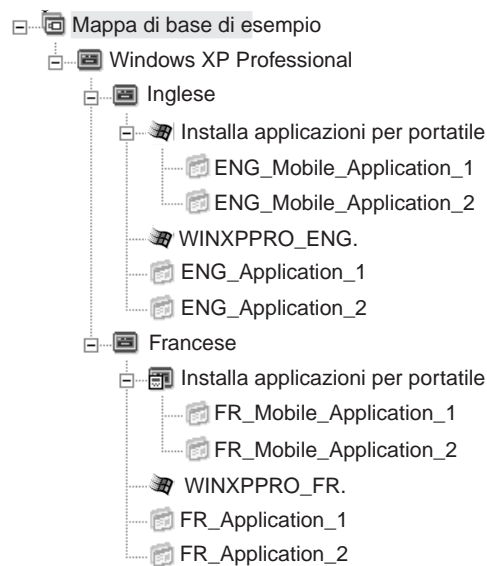 Mappa di base di esempio
Windows XP Professional
Inglese
Installa applicazioni per portatile
ENG_Mobile_Application_1
ENG_Mobile_Application_2
WINXPPRO_ENG.
ENG_Application_1
ENG_Application_2
Francese
Installa applicazioni per portatile
FR_Mobile_Application_1
FR_Mobile_Application_2
WINXPPRO_FR.
FR_Application_1
FR_Application_2